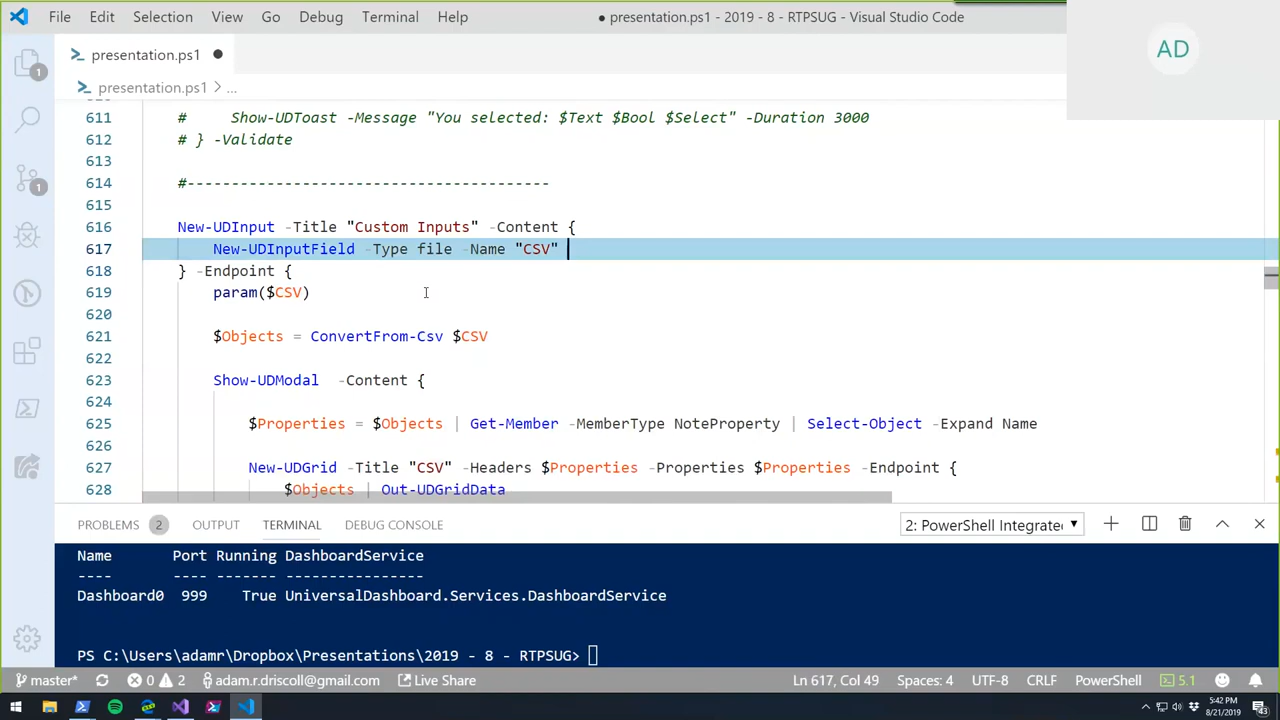 File Edit Selection View Go Debug Terminal Help ● presentation.ps1 - 2019 - 8 - RTPSUG - Visual Studio Code
AD
presentation.ps1 ●
presentation.ps1 > ...
611 #     Show-UDToast -Message "You selected: $Text $Bool $Select" -Duration 3000
612 # } -Validate
613
614 #-----------------------------------------
615
616 New-UDInput -Title "Custom Inputs" -Content {
617     New-UDInputField -Type file -Name "CSV"
618 } -Endpoint {
619     param($CSV)
620
621     $Objects = ConvertFrom-Csv $CSV
622
623     Show-UDModal  -Content {
624
625         $Properties = $Objects | Get-Member -MemberType NoteProperty | Select-Object -Expand Name
626
627         New-UDGrid -Title "CSV" -Headers $Properties -Properties $Properties -Endpoint {
628             $Objects | Out-UDGridData
PROBLEMS 2 OUTPUT TERMINAL DEBUG CONSOLE 2: PowerShell Integrated
Name Port Running DashboardService
---- ---- ------- ----------------
Dashboard0 999 True UniversalDashboard.Services.DashboardService
PS C:\Users\adamr\Dropbox\Presentations\2019 - 8 - RTPSUG>
master* 0 2 adam.r.driscoll@gmail.com Live Share Ln 617, Col 49 Spaces: 4 UTF-8 CRLF PowerShell 5.1
5:42 PM
8/21/2019